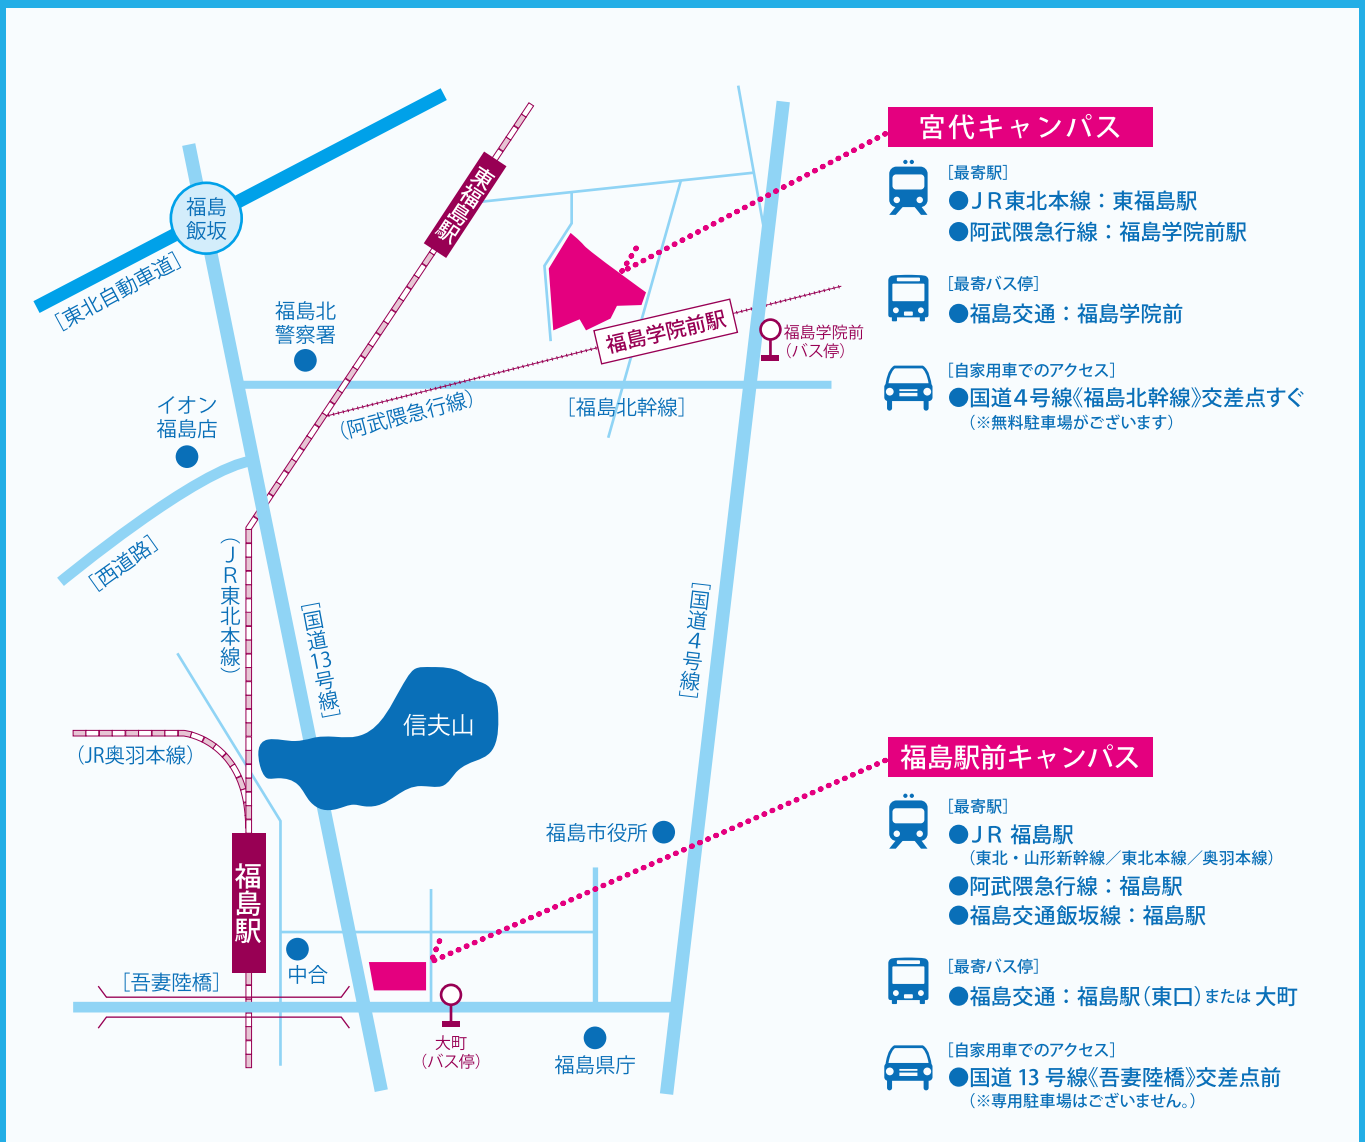 福島
飯坂
［東北自動車道］
東福島駅
福島北
警察署
イオン
福島店
［西道路］
（阿武隈急行線）
福島学院前駅
福島学院前
（バス停）
［福島北幹線］
（ＪＲ東北本線）
［国道13号線］
［国道４号線］
信夫山
（JR奥羽本線）
福島駅
福島市役所
中合
［吾妻陸橋］
大町
（バス停）
福島県庁
宮代キャンパス
［最寄駅］
●ＪＲ東北本線：東福島駅
●阿武隈急行線：福島学院前駅
［最寄バス停］
●福島交通：福島学院前
［自家用車でのアクセス］
●国道４号線《福島北幹線》交差点すぐ
（※無料駐車場がございます）
福島駅前キャンパス
［最寄駅］
●ＪＲ 福島駅
（東北・山形新幹線／東北本線／奥羽本線）
●阿武隈急行線：福島駅
●福島交通飯坂線：福島駅
［最寄バス停］
●福島交通：福島駅（東口）または 大町
［自家用車でのアクセス］
●国道 13 号線《吾妻陸橋》交差点前
（※専用駐車場はございません。）